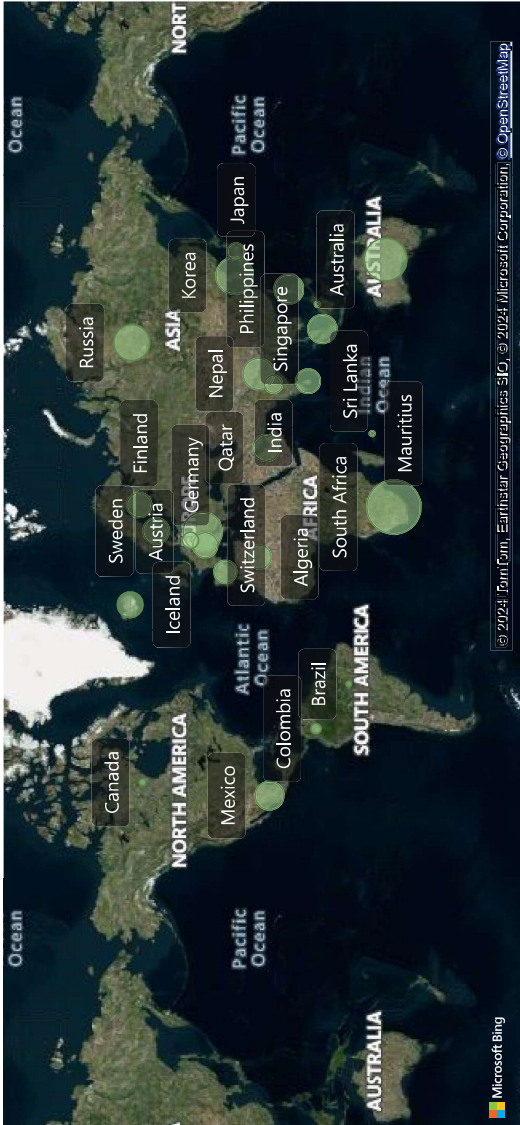 Ocean
Pacific
Ocean
AUSTRALIA
Canada
NORTH AMERICA
Mexico
Colombia
Brazil
SOUTH AMERICA
Atlantic
Ocean
Iceland
Sweden
Finland
Austria
Germany
Switzerland
Algeria
AFRICA
South Africa
Qatar
India
Nepal
Mauritius
Sri Lanka
Indian
Ocean
Russia
ASIA
Korea
Japan
Philippines
Singapore
Australia
AUSTRALIA
Ocean
Pacific
Ocean
NORT
Microsoft Bing
© 2024 TomTom, Earthstar Geographics SIO, © 2024 Microsoft Corporation, © OpenStreetMap